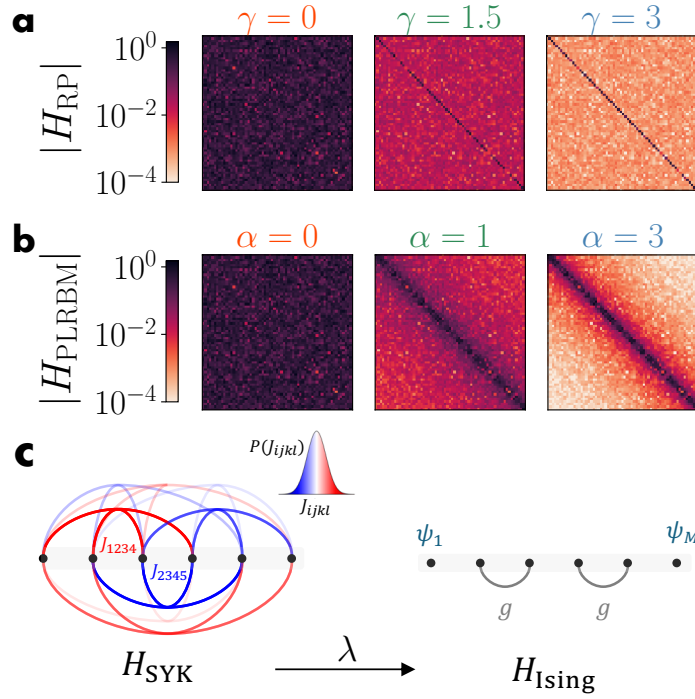 a
γ = 0 γ = 1.5 γ = 3
|H_RP|
10^0
10^−2
10^−4
b
α = 0 α = 1 α = 3
|H_PLRBM|
10^0
10^−2
10^−4
c
P(J_ijkl)
J_ijkl
J_1234
J_2345
ψ_1 ψ_M
g g
H_SYK λ H_Ising